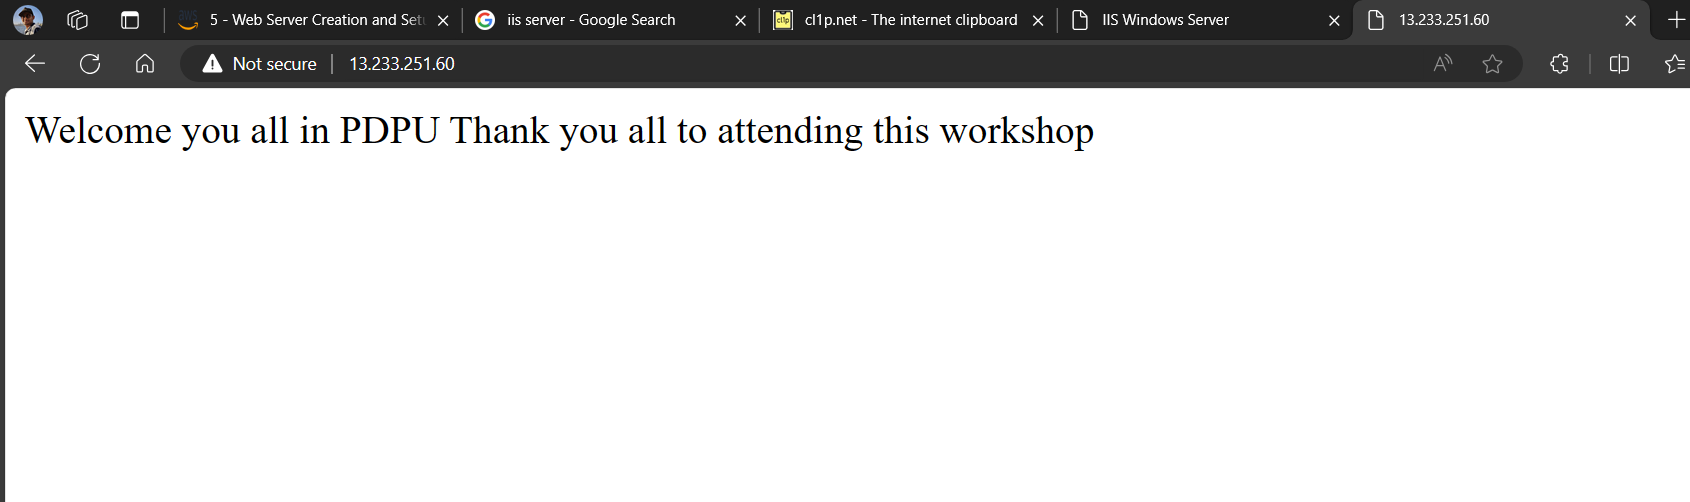 5 - Web Server Creation and Setu
iis server - Google Search
cl1p.net - The internet clipboard
IIS Windows Server
13.233.251.60
Not secure
13.233.251.60
Welcome you all in PDPU Thank you all to attending this workshop